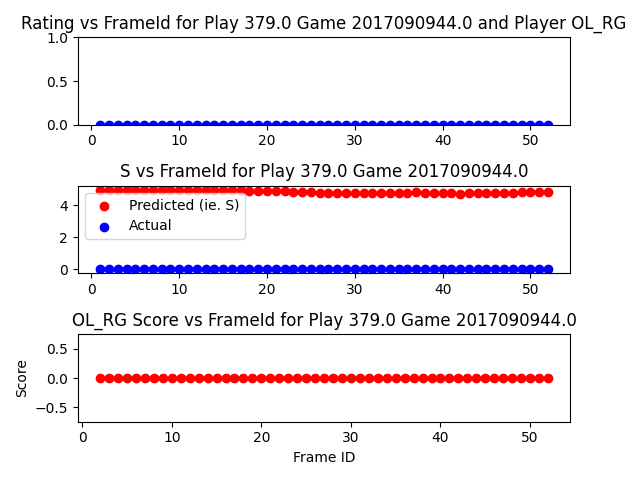 Rating vs FrameId for Play 379.0 Game 2017090944.0 and Player OL_RG
1.0
0.5
0.0
0 10 20 30 40 50
S vs FrameId for Play 379.0 Game 2017090944.0
4
2
0
Predicted (ie. S)
Actual
0 10 20 30 40 50
OL_RG Score vs FrameId for Play 379.0 Game 2017090944.0
Score
0.5
0.0
−0.5
0 10 20 30 40 50
Frame ID